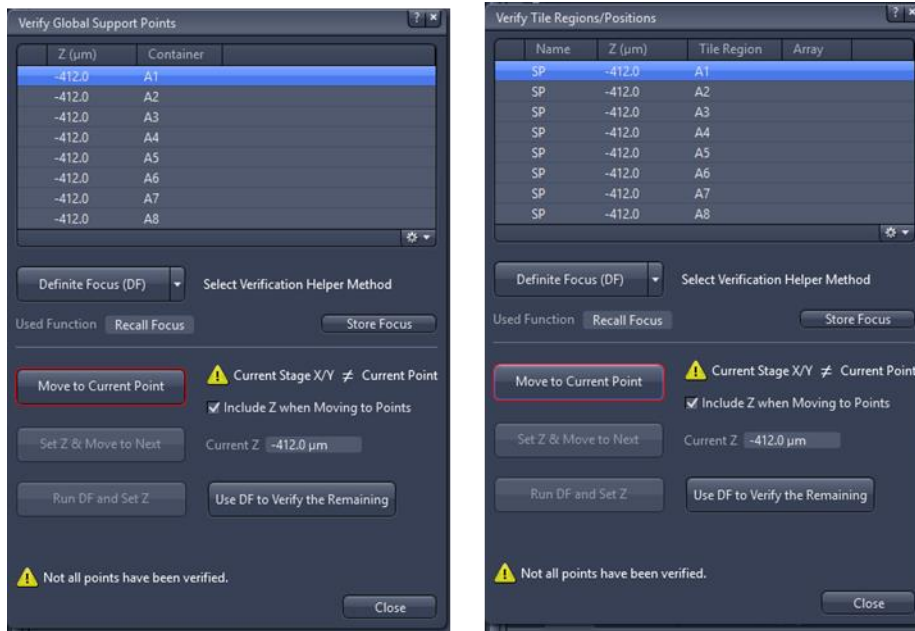 Verify Global Support Points ? ×
Z (µm) Container
-412.0 A1
-412.0 A2
-412.0 A3
-412.0 A4
-412.0 A5
-412.0 A6
-412.0 A7
-412.0 A8
Definite Focus (DF) Select Verification Helper Method
Used Function Recall Focus Store Focus
Move to Current Point Current Stage X/Y ≠ Current Point
Include Z when Moving to Points
Set Z & Move to Next Current Z -412.0 µm
Run DF and Set Z Use DF to Verify the Remaining
Not all points have been verified.
Close
Verify Tile Regions/Positions ? ×
Name Z (µm) Tile Region Array
SP -412.0 A1
SP -412.0 A2
SP -412.0 A3
SP -412.0 A4
SP -412.0 A5
SP -412.0 A6
SP -412.0 A7
SP -412.0 A8
Definite Focus (DF) Select Verification Helper Method
Used Function Recall Focus Store Focus
Move to Current Point Current Stage X/Y ≠ Current Point
Include Z when Moving to Points
Set Z & Move to Next Current Z -412.0 µm
Run DF and Set Z Use DF to Verify the Remaining
Not all points have been verified.
Close